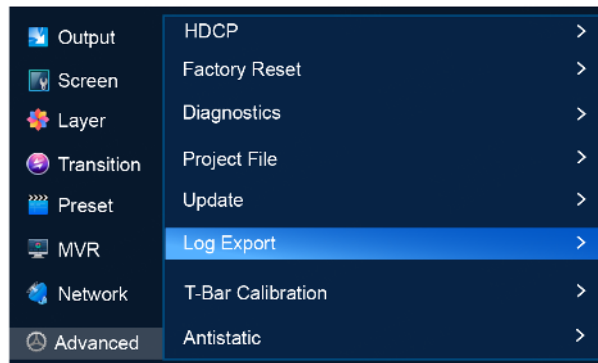 Output
Screen
Layer
Transition
Preset
MVR
Network
Advanced
HDCP >
Factory Reset >
Diagnostics >
Project File >
Update >
Log Export >
T-Bar Calibration >
Antistatic >